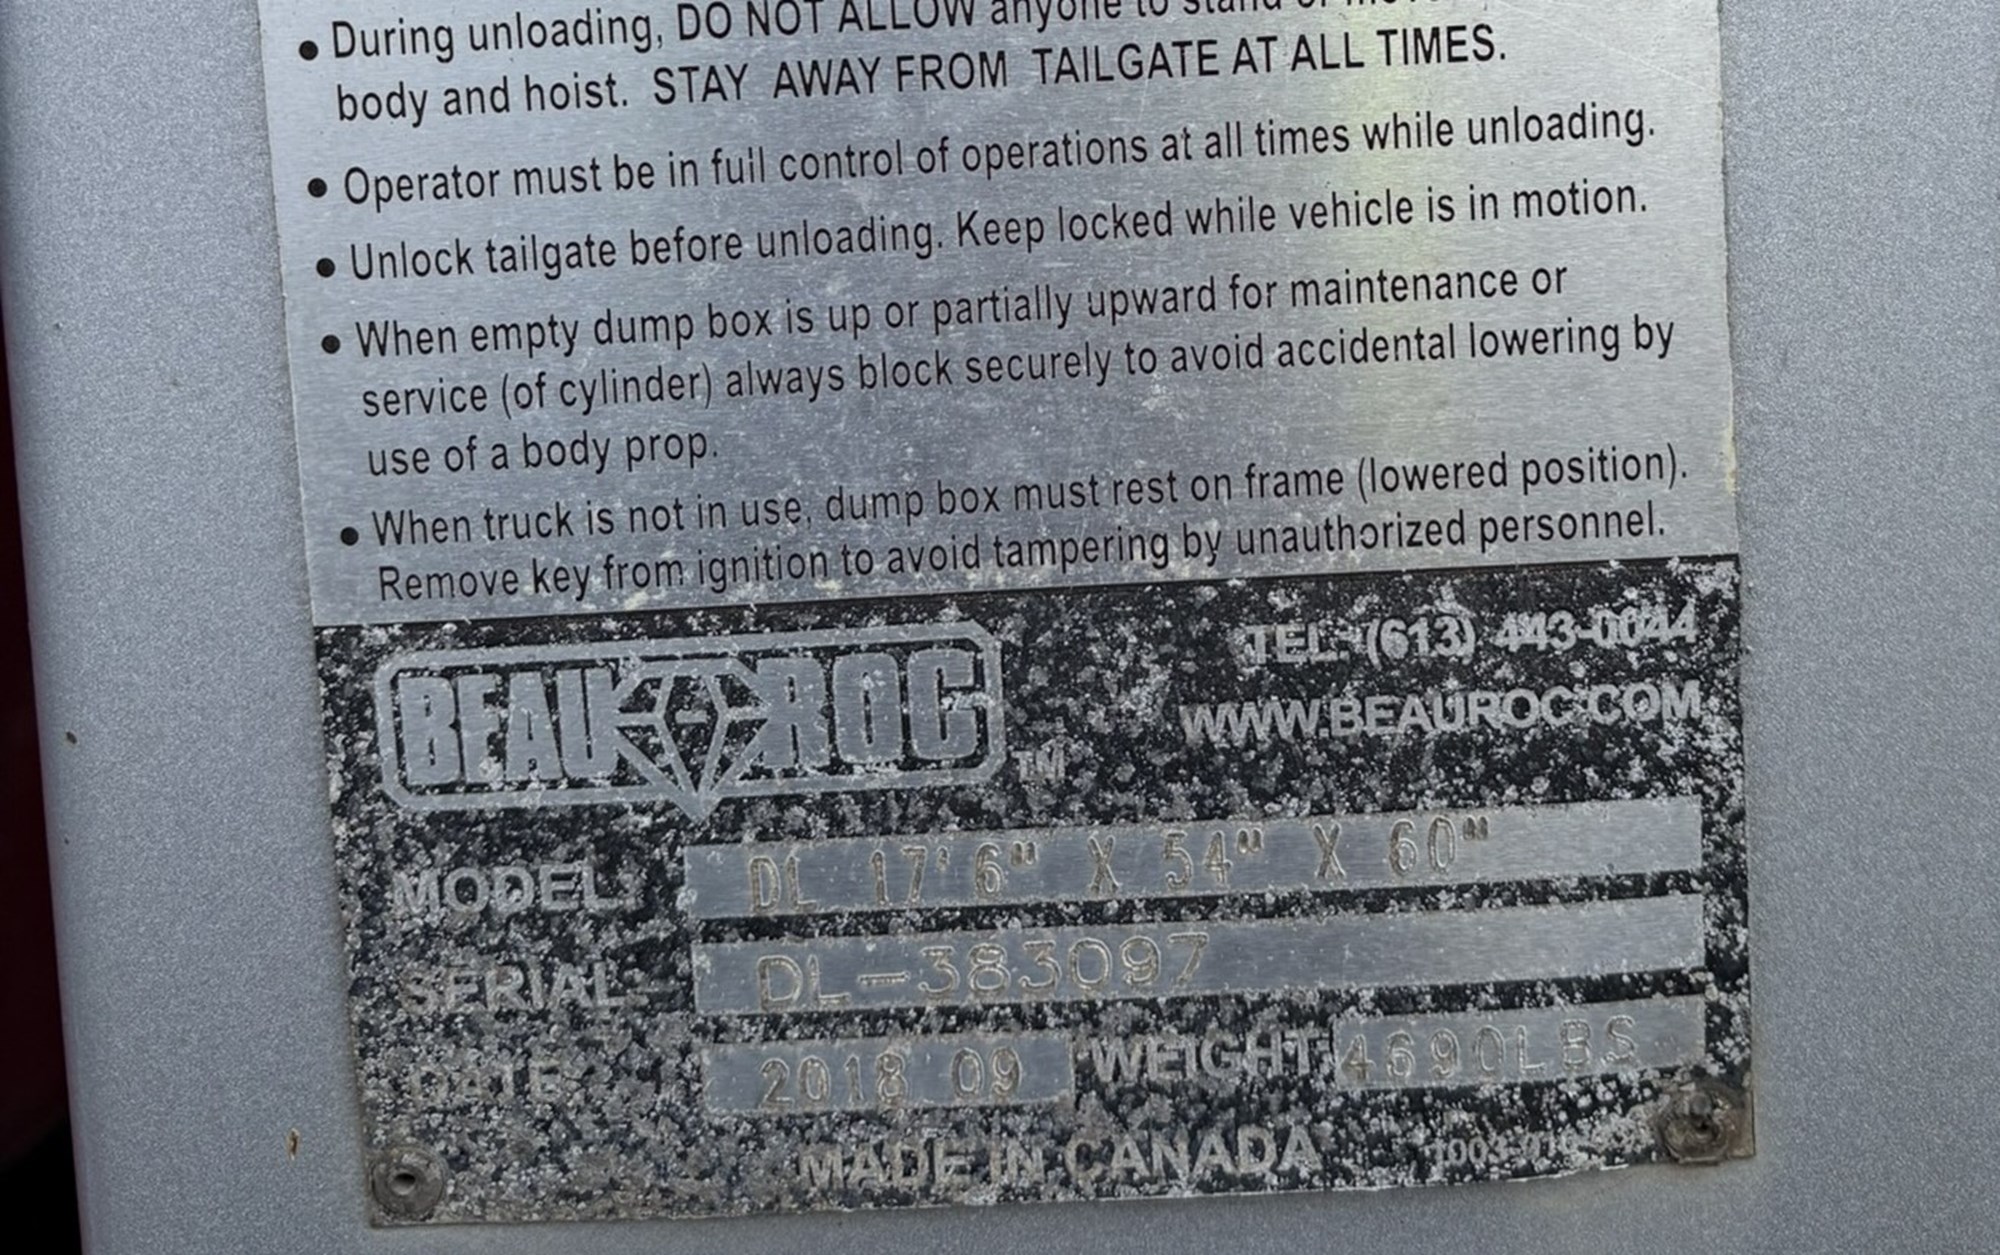 • During unloading, DO NOT ALLOW anyone to stand or move
body and hoist. STAY AWAY FROM TAILGATE AT ALL TIMES.
• Operator must be in full control of operations at all times while unloading.
• Unlock tailgate before unloading. Keep locked while vehicle is in motion.
• When empty dump box is up or partially upward for maintenance or
service (of cylinder) always block securely to avoid accidental lowering by
use of a body prop.
• When truck is not in use, dump box must rest on frame (lowered position).
Remove key from ignition to avoid tampering by unauthorized personnel.
BEAU ROC TM
TEL: (613) 443-0044
WWW.BEAUROC.COM
MODEL: DL 17'6" X 54" X 60"
SERIAL: DL-383097
DATE: 2018 09 WEIGHT: 4690LBS
MADE IN CANADA